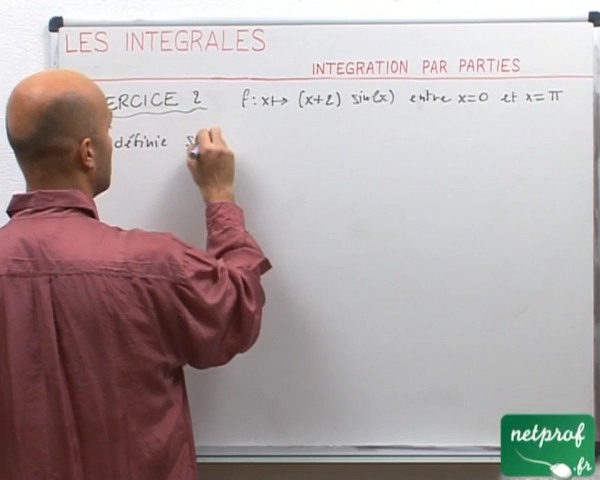 LES INTEGRALES
INTEGRATION PAR PARTIES
ERCICE 2 f: x ↦ (x+2) sin(x) entre x=0 et x=π
définie
netprof
.fr